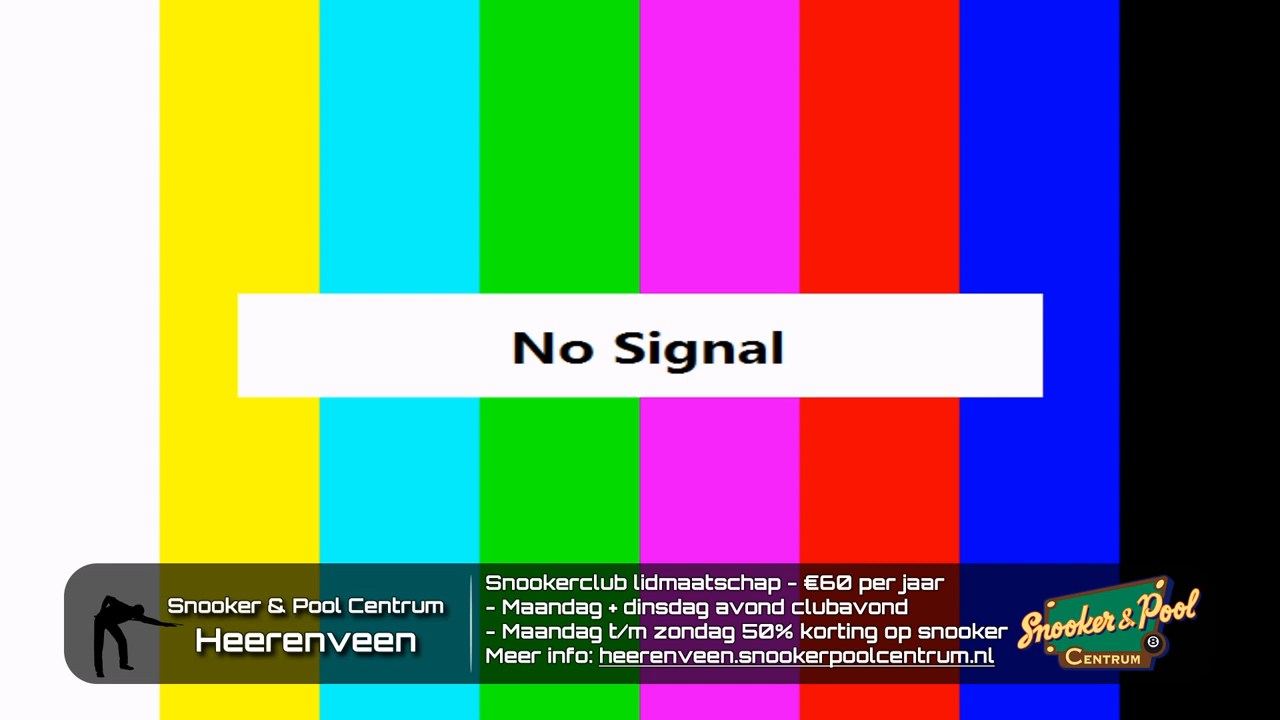 No Signal
Snooker & Pool Centrum
Heerenveen
Snookerclub lidmaatschap - €60 per jaar
- Maandag + dinsdag avond clubavond
- Maandag t/m zondag 50% korting op snooker
Meer info: heerenveen.snookerpoolcentrum.nl
Snooker & Pool
8
CENTRUM